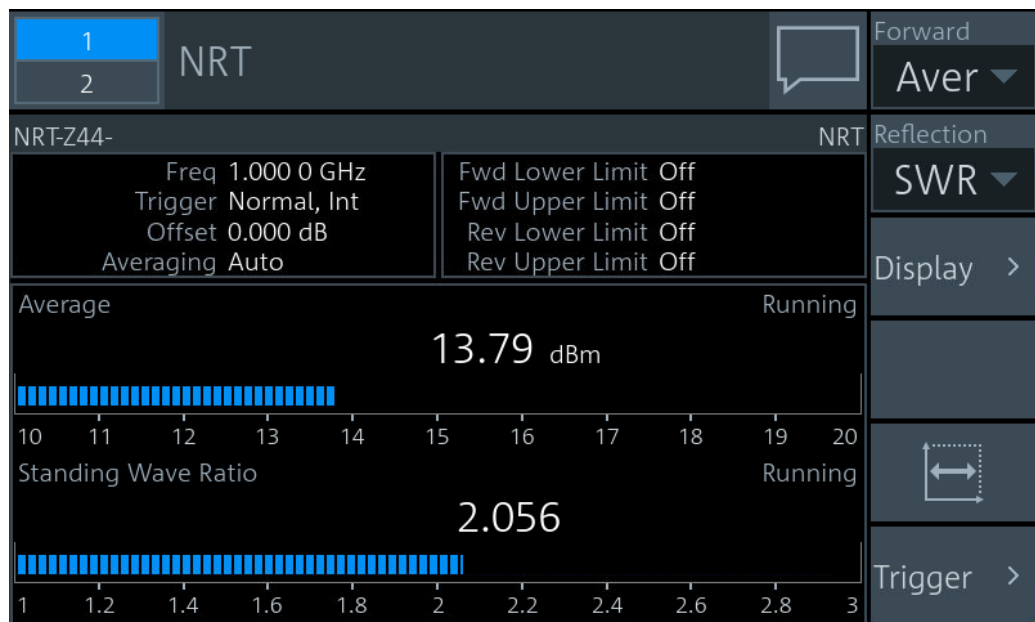 1
2
NRT
Forward
Aver
NRT-Z44-
NRT
Reflection
SWR
Freq 1.000 0 GHz
Trigger Normal, Int
Offset 0.000 dB
Averaging Auto
Fwd Lower Limit Off
Fwd Upper Limit Off
Rev Lower Limit Off
Rev Upper Limit Off
Display >
Average
Running
13.79 dBm
10 11 12 13 14 15 16 17 18 19 20
Standing Wave Ratio
Running
2.056
1 1.2 1.4 1.6 1.8 2 2.2 2.4 2.6 2.8 3
Trigger >